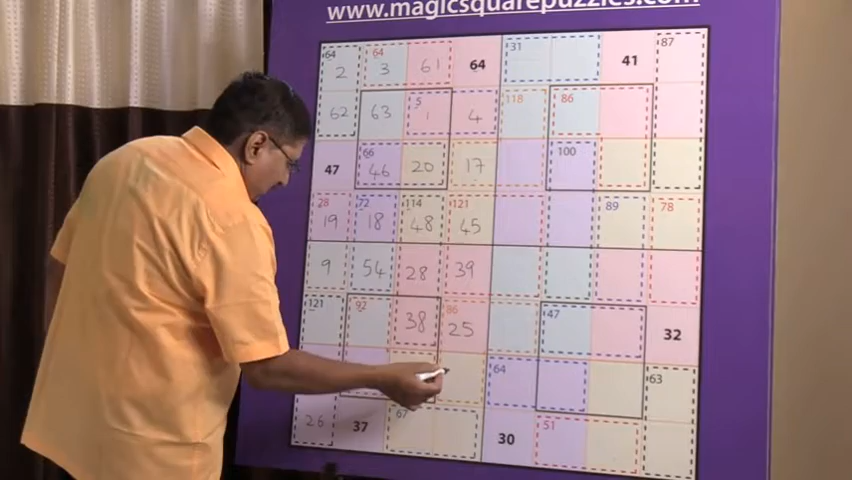 www.magicsquarepuzzles.com
64 2 64 3 61 64 31 41 87
62 63 5 1 4 118 86
47 66 46 20 17 100
28 19 72 18 114 48 121 45 89 78
9 54 28 39
121 92 38 86 25 47 32
64 63
26 37 67 30 51